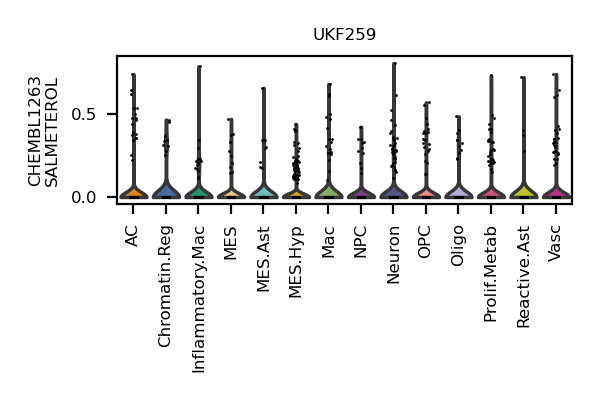 UKF259
CHEMBL1263
SALMETEROL
0.5
0.0
AC
Chromatin.Reg
Inflammatory.Mac
MES
MES.Ast
MES.Hyp
Mac
NPC
Neuron
OPC
Oligo
Prolif.Metab
Reactive.Ast
Vasc